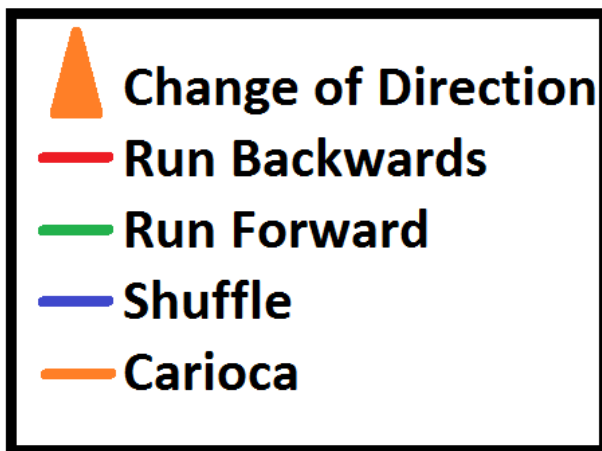 Change of Direction
Run Backwards
Run Forward
Shuffle
Carioca